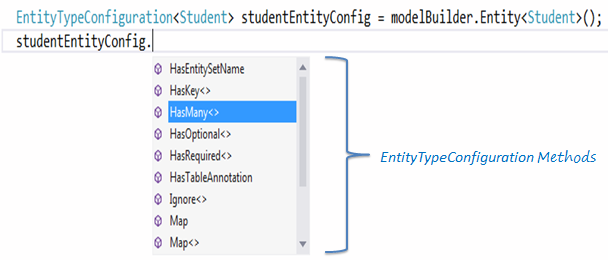 EntityTypeConfiguration<Student> studentEntityConfig = modelBuilder.Entity<Student>();
studentEntityConfig.
HasEntitySetName
HasKey<>
HasMany<>
HasOptional<>
HasRequired<>
HasTableAnnotation
Ignore<>
Map
Map<>
EntityTypeConfiguration Methods